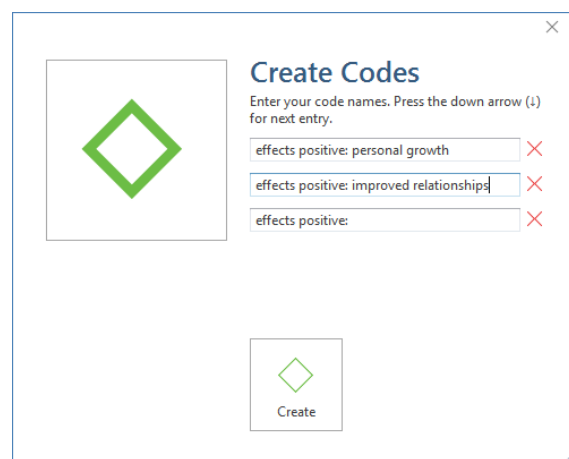 Create Codes
Enter your code names. Press the down arrow (↓)
for next entry.
effects positive: personal growth
effects positive: improved relationships
effects positive:
Create